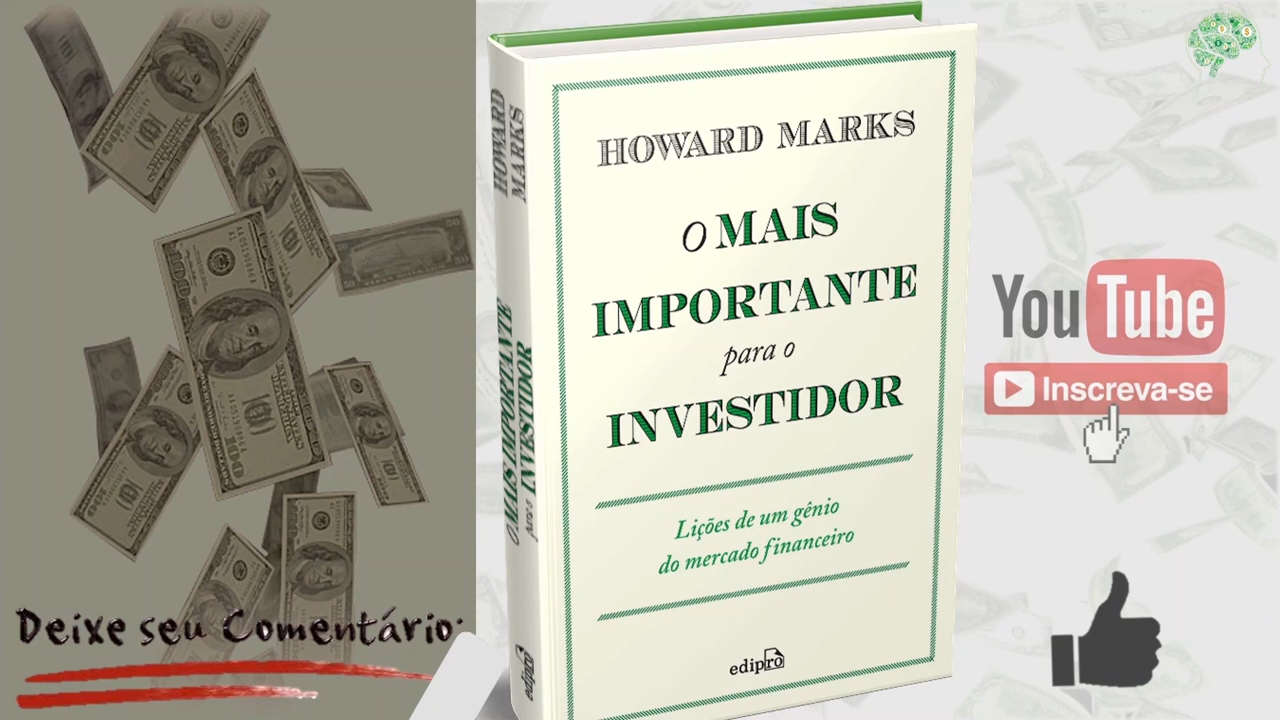 HOWARD MARKS
O MAIS
IMPORTANTE
para o
INVESTIDOR
Lições de um gênio
do mercado financeiro
edipro
HOWARD
MARKS
O MAIS IMPORTANTE
para o INVESTIDOR
edipro
YouTube
Inscreva-se
Deixe seu Comentário: